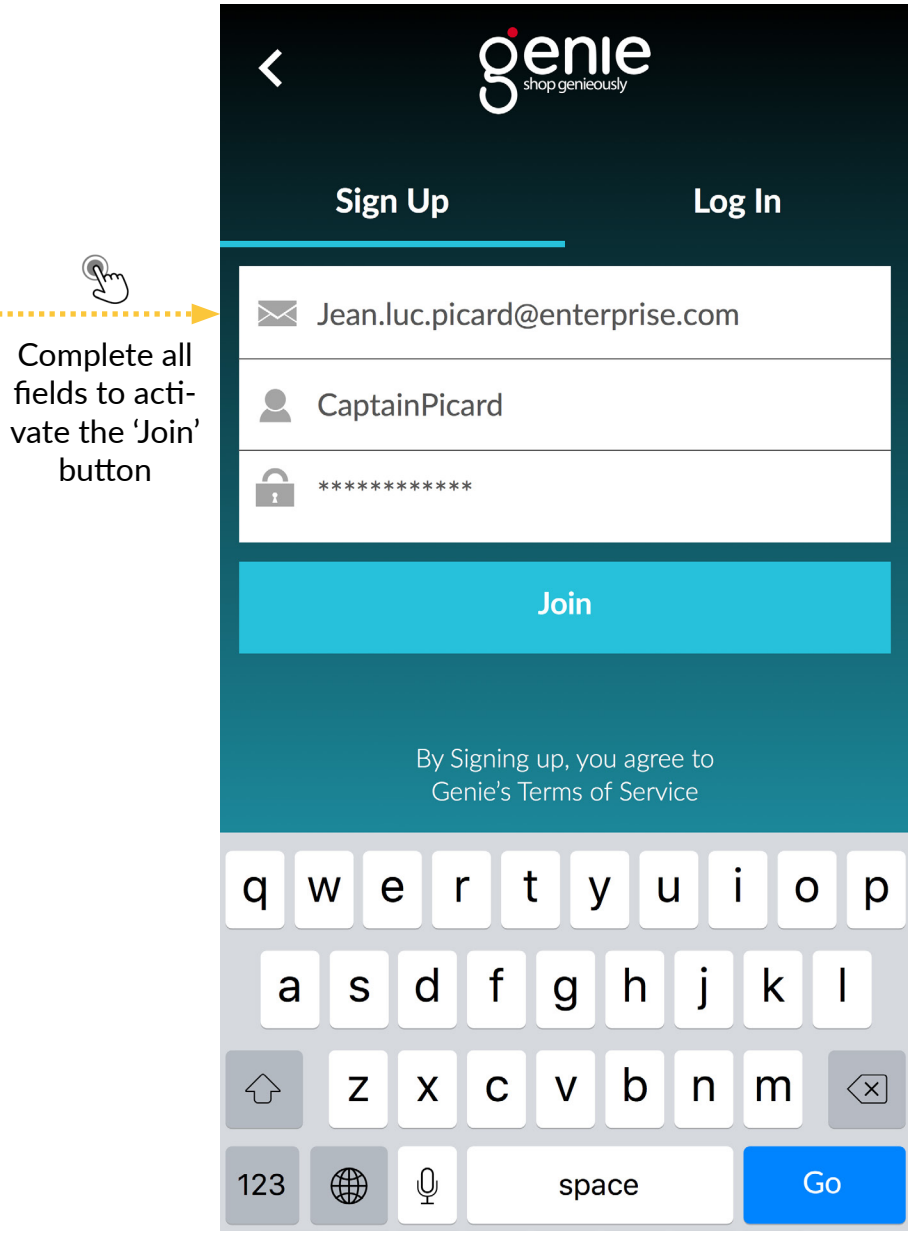 genie
shop genieously
Sign Up Log In
Jean.luc.picard@enterprise.com
Complete all
fields to acti-
vate the ‘Join’
button
CaptainPicard
************
Join
By Signing up, you agree to
Genie’s Terms of Service
q w e r t y u i o p
a s d f g h j k l
z x c v b n m
123 space Go